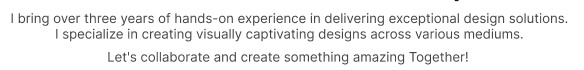 I bring over three years of hands-on experience in delivering exceptional design solutions.
I specialize in creating visually captivating designs across various mediums.
Let's collaborate and create something amazing Together!